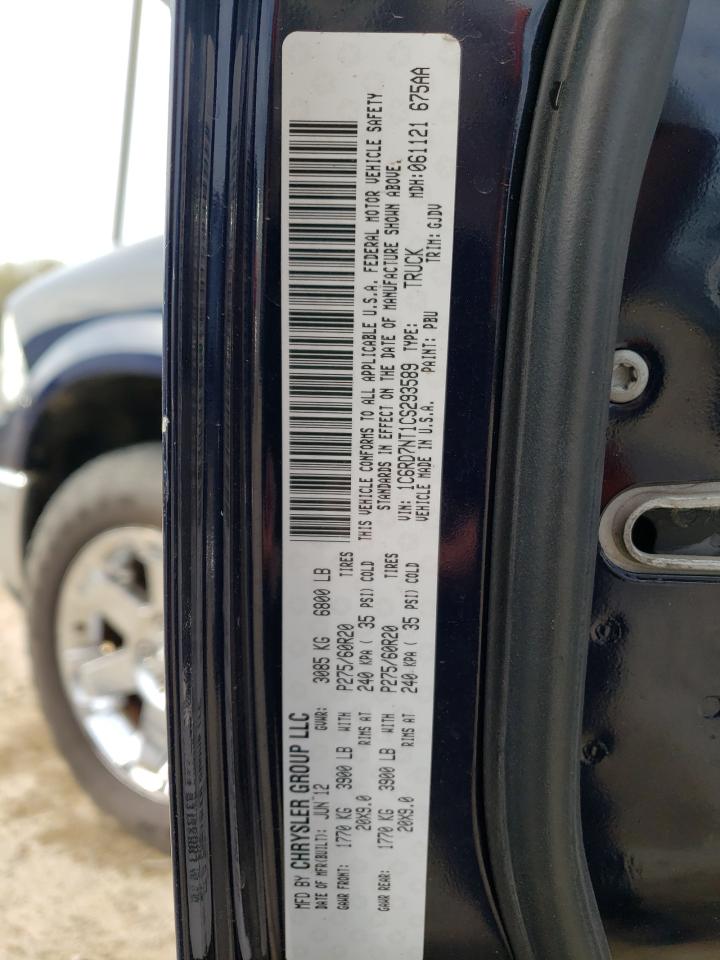 MFD BY CHRYSLER GROUP LLC
DATE OF MFR(BUILT): JUN 12 GVWR: 3085 KG 6800 LB
GAWR FRONT: 1770 KG 3900 LB WITH P275/60R20 TIRES
20X9.0 RIMS AT 240 KPA ( 35 PSI) COLD
GAWR REAR: 1770 KG 3900 LB WITH P275/60R20 TIRES
20X9.0 RIMS AT 240 KPA ( 35 PSI) COLD
THIS VEHICLE CONFORMS TO ALL APPLICABLE U.S.A. FEDERAL MOTOR VEHICLE SAFETY
STANDARDS IN EFFECT ON THE DATE OF MANUFACTURE SHOWN ABOVE.
VIN: 1C6RD7NT1CS293589 TYPE: TRUCK MDH:061121 675AA
VEHICLE MADE IN U.S.A. PAINT: PBU TRIM: GJDV